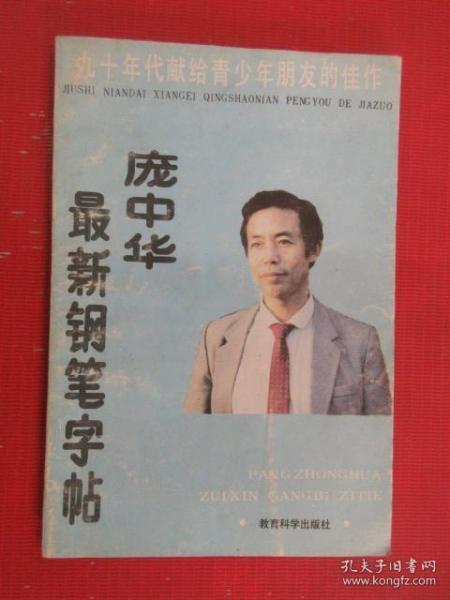 九十年代献给青少年朋友的佳作
JIUSHI NIANDAI XIANGEI QINGSHAONIAN PENGYOU DE JIAZUO
庞中华
最新钢笔字帖
PANG ZHONGHUA
ZUIXIN GANGBI ZITIE
教育科学出版社
孔夫子旧书网
www.kongfz.com